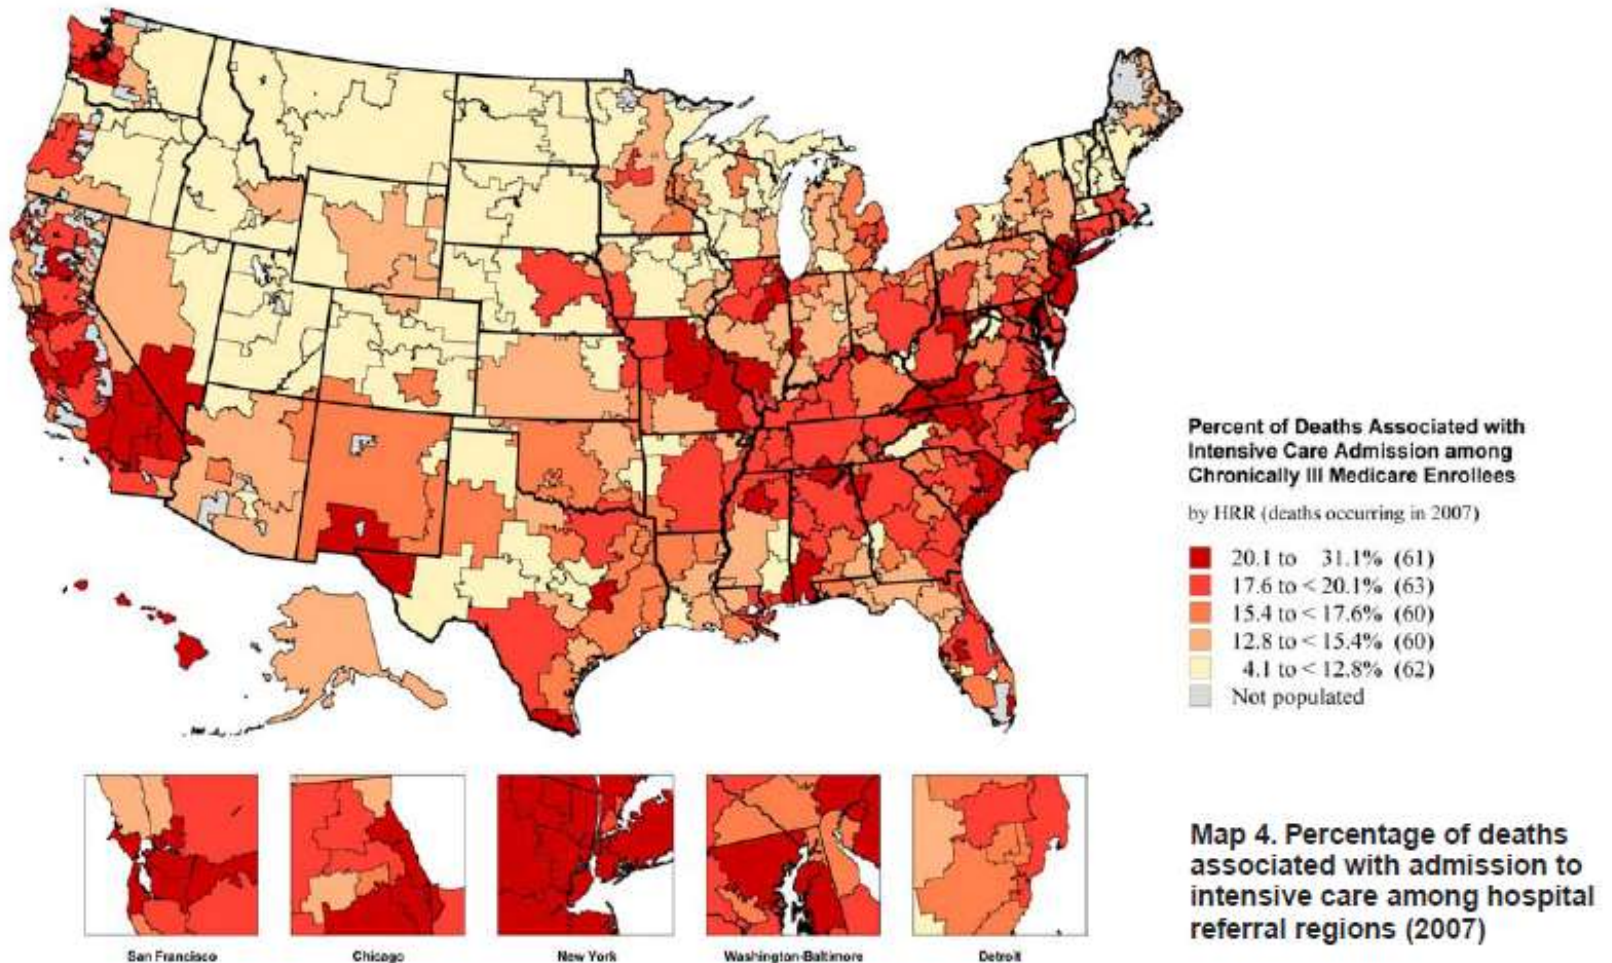 Percent of Deaths Associated with
Intensive Care Admission among
Chronically Ill Medicare Enrollees
by HRR (deaths occurring in 2007)
20.1 to 31.1% (61)
17.6 to < 20.1% (63)
15.4 to < 17.6% (60)
12.8 to < 15.4% (60)
4.1 to < 12.8% (62)
Not populated
San Francisco
Chicago
New York
Washington-Baltimore
Detroit
Map 4. Percentage of deaths
associated with admission to
intensive care among hospital
referral regions (2007)